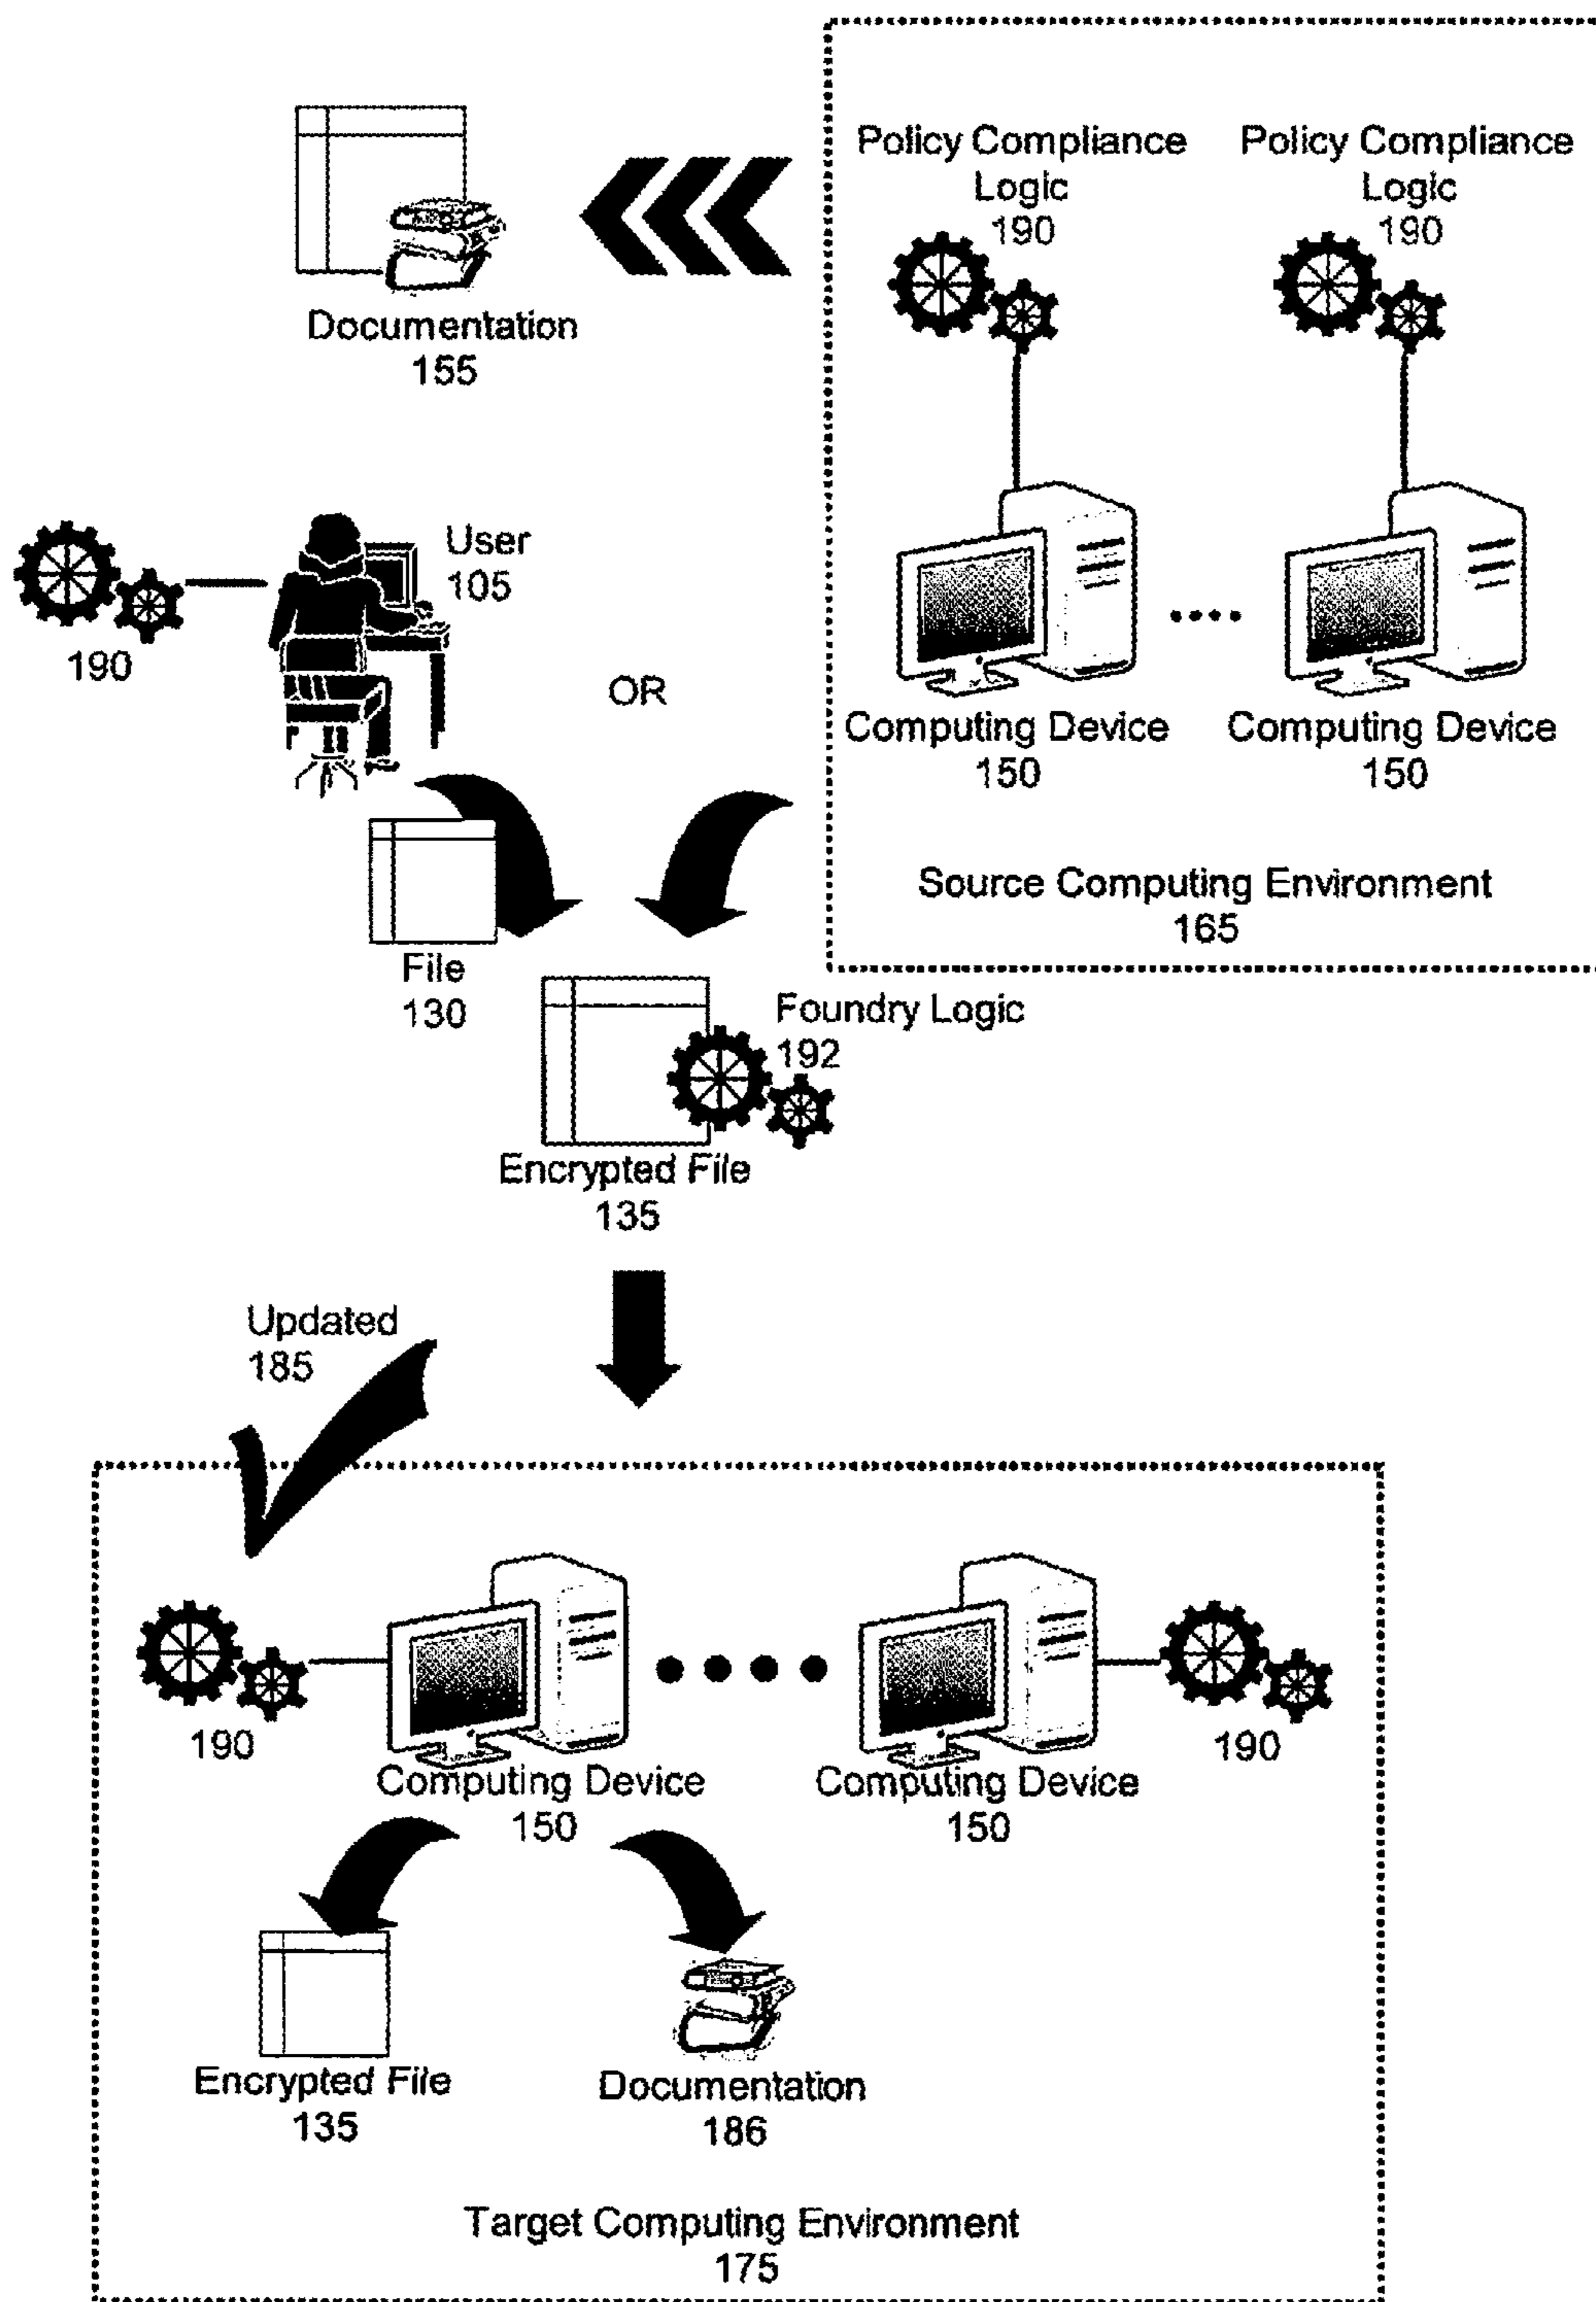 Policy Compliance
Logic
190
Policy Compliance
Logic
190
Documentation
155
User
105
190
OR
Computing Device
150
Computing Device
150
Source Computing Environment
165
File
130
Foundry Logic
192
Encrypted File
135
Updated
185
190
Computing Device
150
Computing Device
150
190
Encrypted File
135
Documentation
186
Target Computing Environment
175